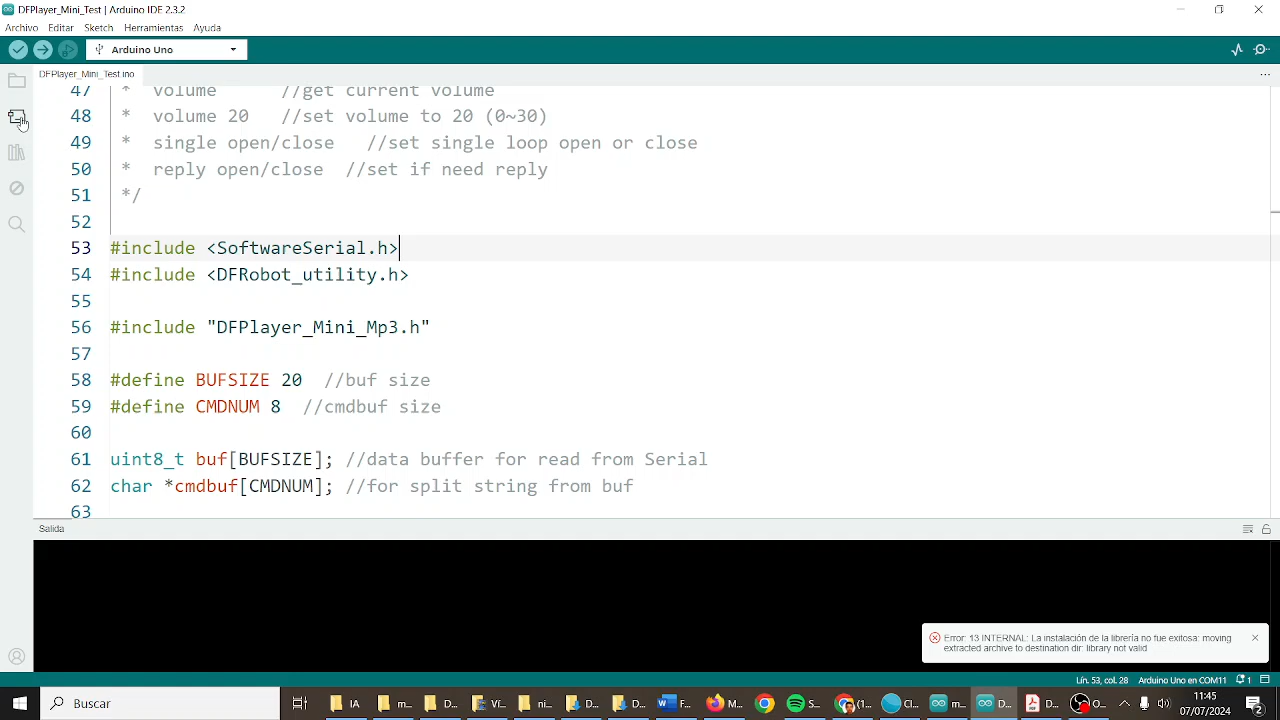 DFPlayer_Mini_Test | Arduino IDE 2.3.2
Archivo Editar Sketch Herramientas Ayuda
Arduino Uno
DFPlayer_Mini_Test.ino
47 * volume //get current volume
48 * volume 20 //set volume to 20 (0~30)
49 * single open/close //set single loop open or close
50 * reply open/close //set if need reply
51 */
52
53 #include <SoftwareSerial.h>
54 #include <DFRobot_utility.h>
55
56 #include "DFPlayer_Mini_Mp3.h"
57
58 #define BUFSIZE 20 //buf size
59 #define CMDNUM 8 //cmdbuf size
60
61 uint8_t buf[BUFSIZE]; //data buffer for read from Serial
62 char *cmdbuf[CMDNUM]; //for split string from buf
63
Salida
Error: 13 INTERNAL: La instalación de la librería no fue exitosa: moving
extracted archive to destination dir: library not valid
Lín. 53, col. 28 Arduino Uno en COM11 1
Buscar
IA m... D... V... ni... D... D... F... M... S... (1... Cl... m... D... D... O...
11:45
07/07/2024
2